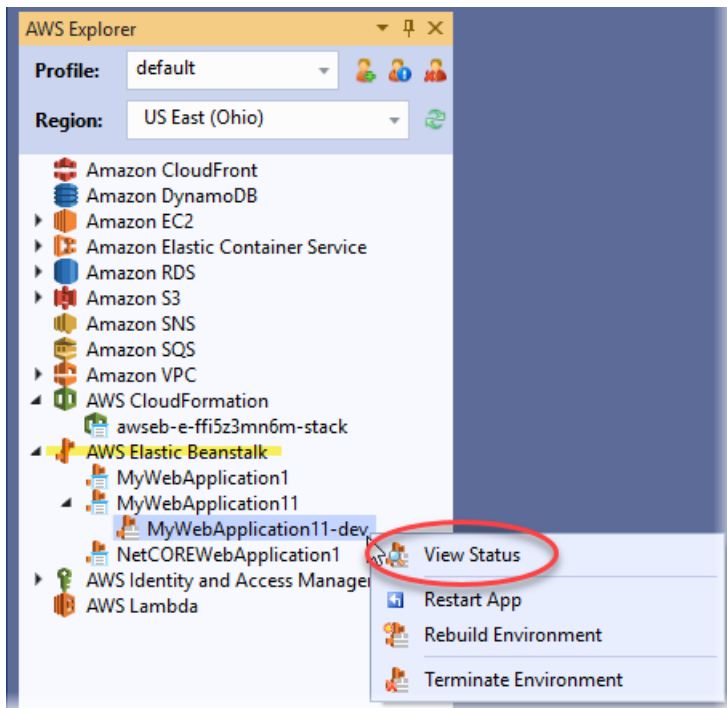 AWS Explorer
Profile: default
Region: US East (Ohio)
Amazon CloudFront
Amazon DynamoDB
Amazon EC2
Amazon Elastic Container Service
Amazon RDS
Amazon S3
Amazon SNS
Amazon SQS
Amazon VPC
AWS CloudFormation
awseb-e-ffi5z3mn6m-stack
AWS Elastic Beanstalk
MyWebApplication1
MyWebApplication11
MyWebApplication11-dev
NetCOREWebApplication1
AWS Identity and Access Manager
AWS Lambda
View Status
Restart App
Rebuild Environment
Terminate Environment